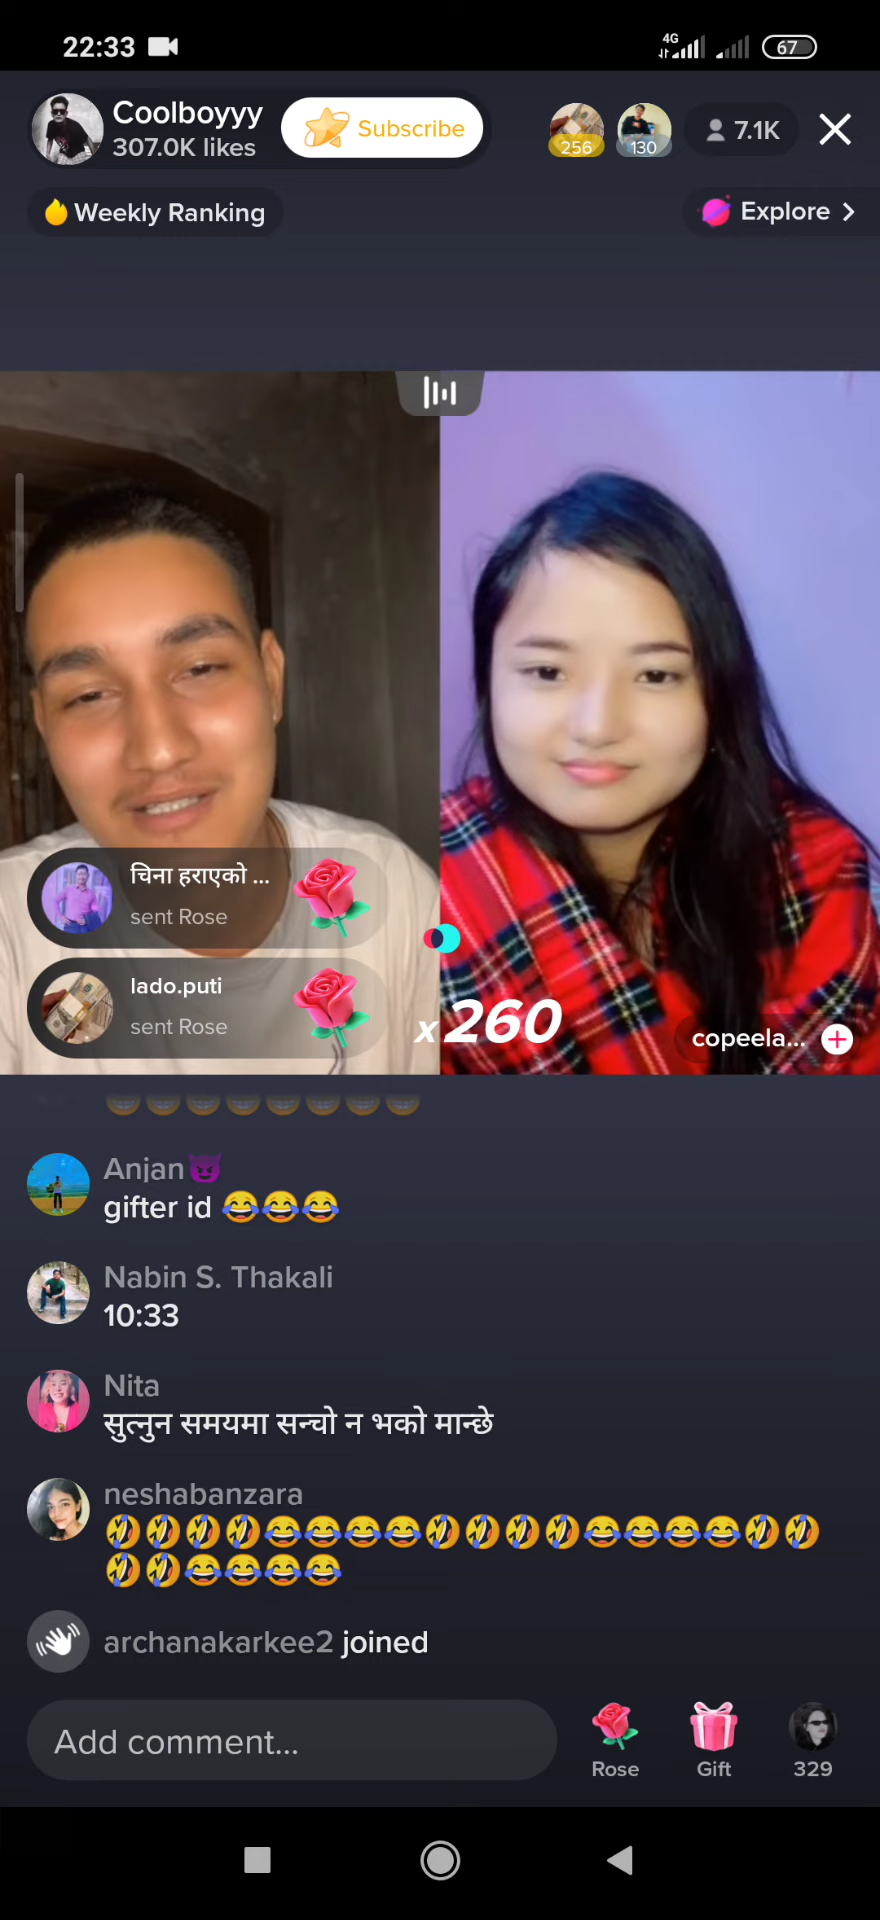 22:33
4G
67
Coolboyyy
307.0K likes
Subscribe
256
130
7.1K
Weekly Ranking
Explore
चिना हराएको ...
sent Rose
lado.puti
sent Rose
x 260
copeela...
Anjan😈
gifter id 😂😂😂
Nabin S. Thakali
10:33
Nita
सुत्नुन समयमा सन्चो न भको मान्छे
neshabanzara
🤣🤣🤣🤣😂😂😂😂🤣🤣🤣🤣😂😂😂😂🤣🤣
🤣🤣😂😂😂😂
archanakarkee2 joined
Add comment...
Rose
Gift
329